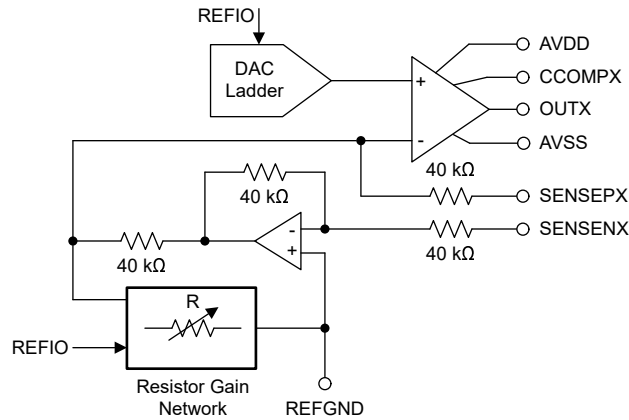 REFIO
DAC
Ladder
+
-
AVDD
CCOMPX
OUTX
AVSS
40 kΩ
SENSEPX
40 kΩ
-
+
SENSENX
40 kΩ
40 kΩ
R
REFIO
Resistor Gain
Network
REFGND